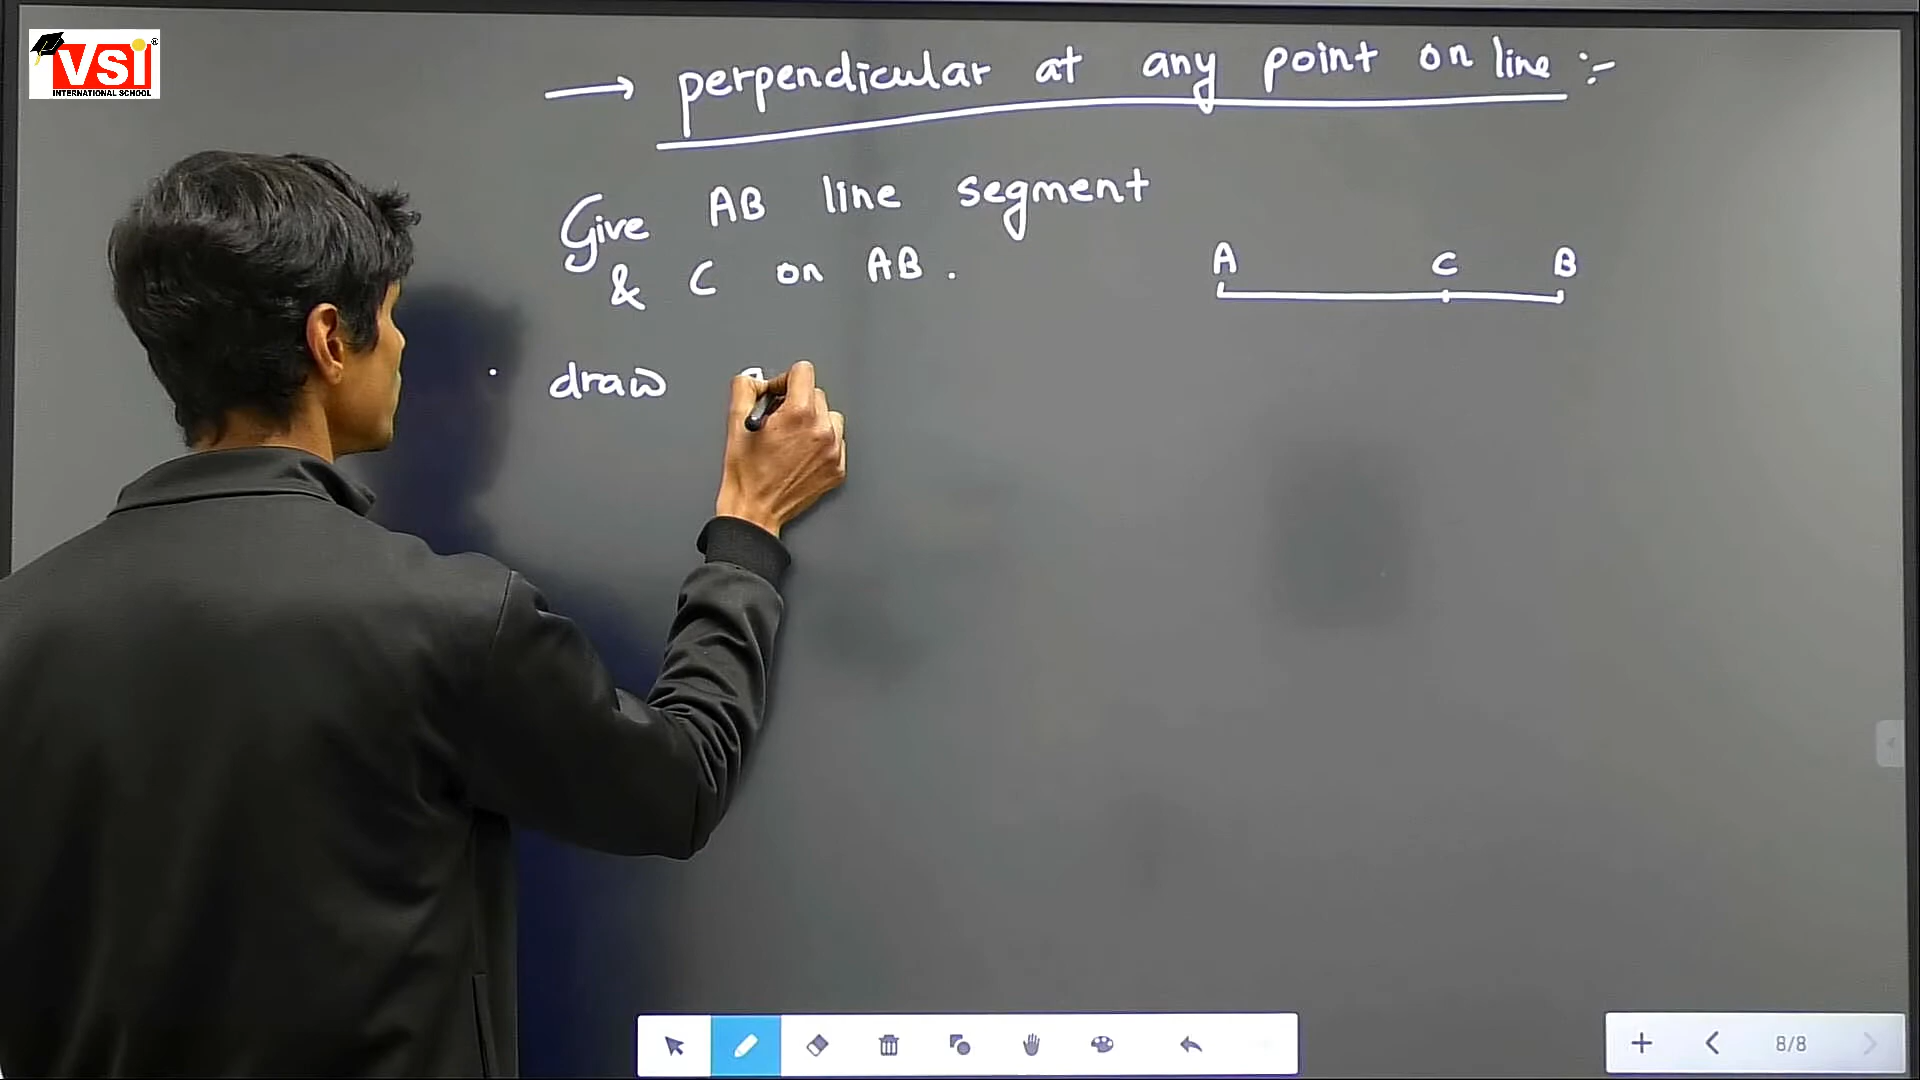 VSI
INTERNATIONAL SCHOOL
→ perpendicular at any point on line :-
Give AB line segment
& C on AB.
A C B
draw
8/8